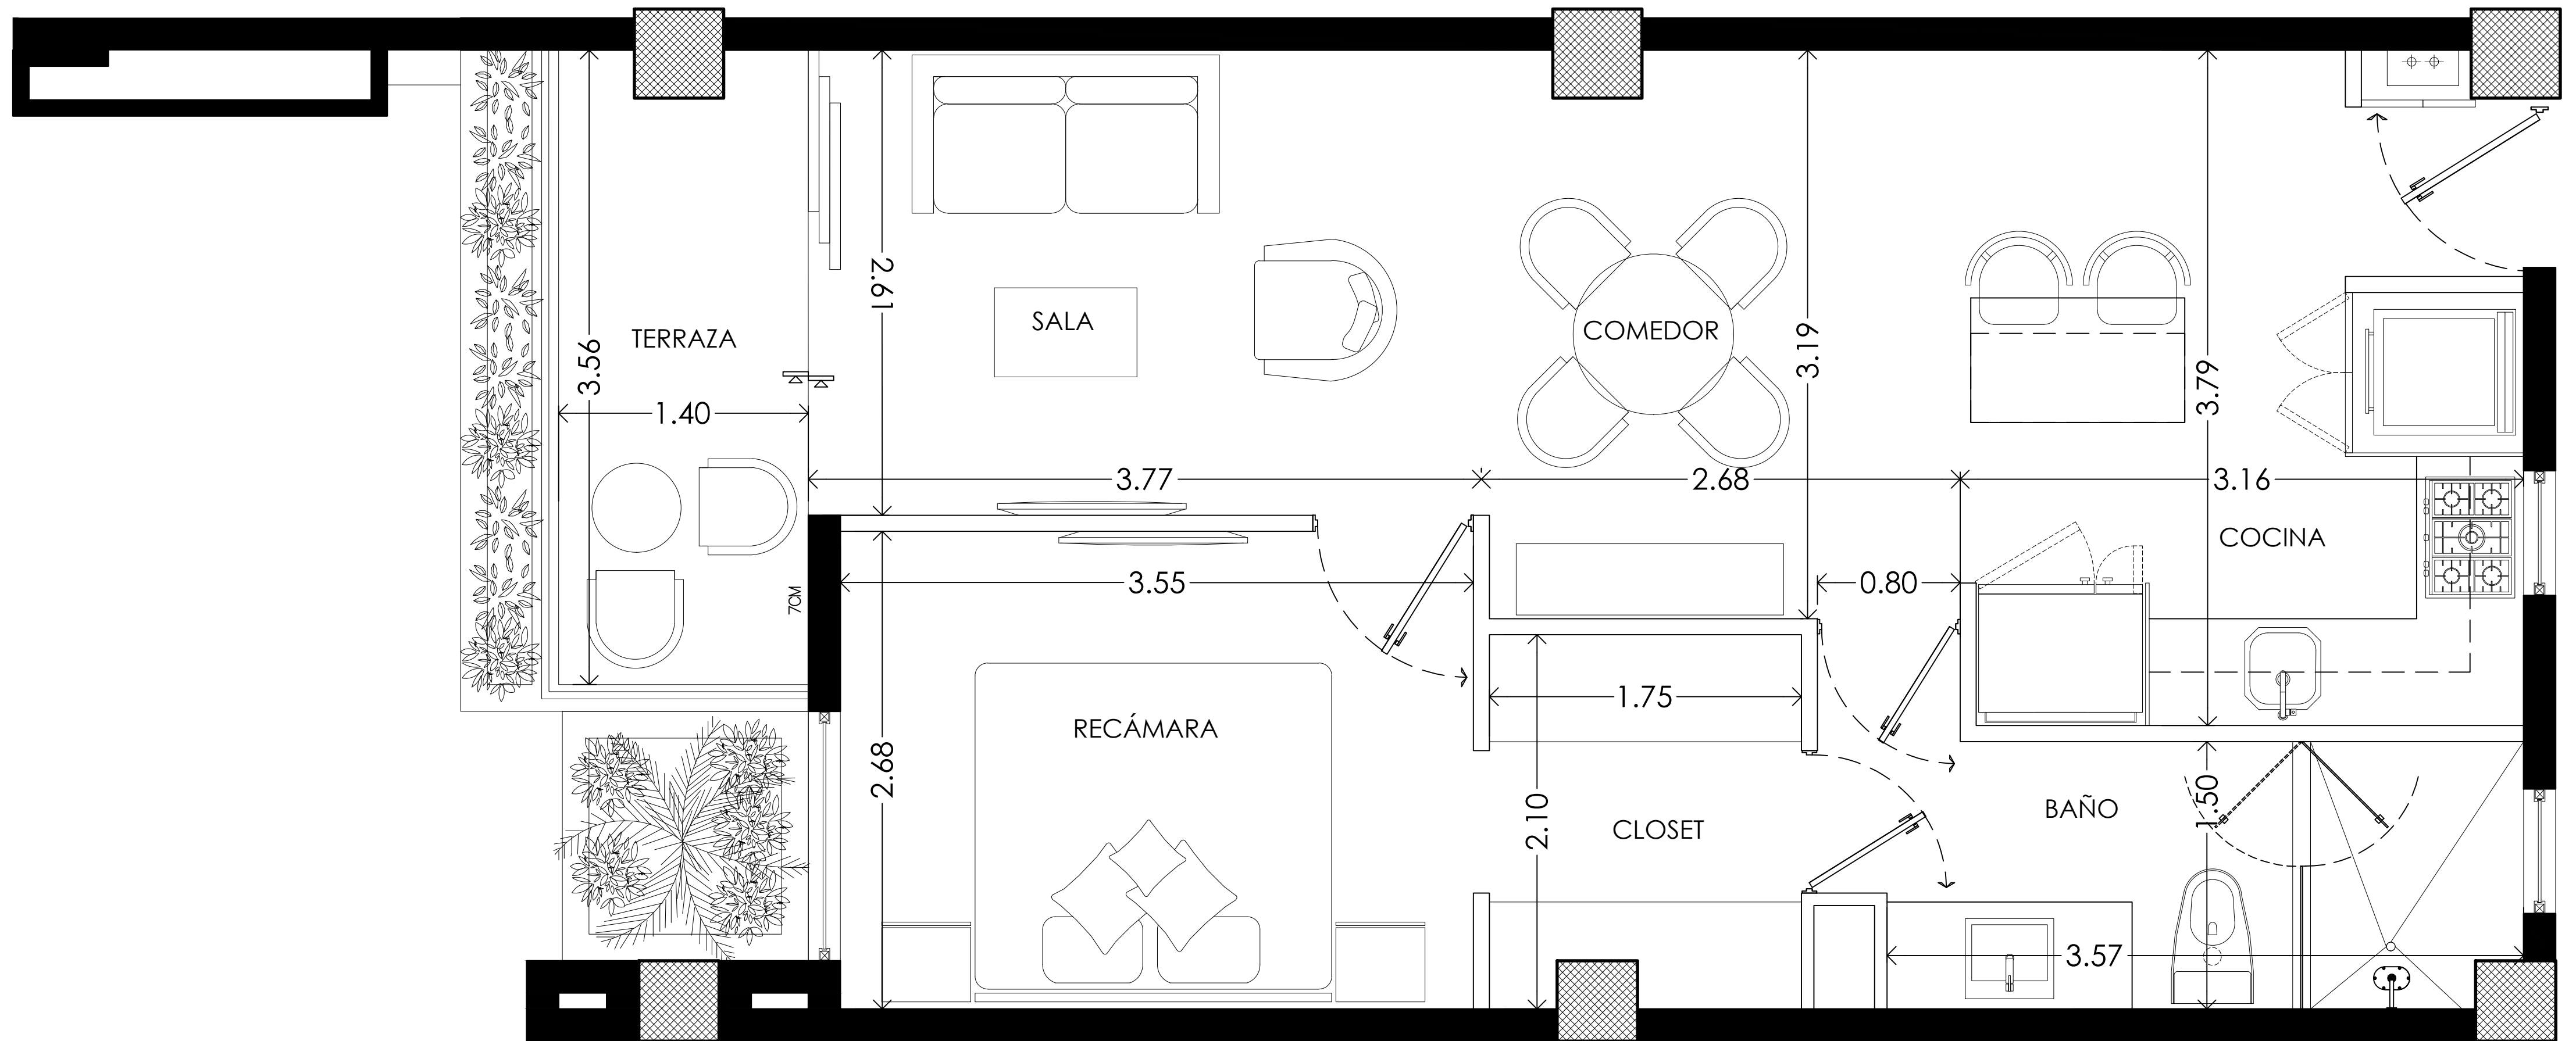 TERRAZA
3.56
1.40
7CM
SALA
2.61
3.77
COMEDOR
3.19
2.68
3.79
3.16
COCINA
3.55
0.80
RECÁMARA
2.68
1.75
2.10
CLOSET
BAÑO
1.50
3.57